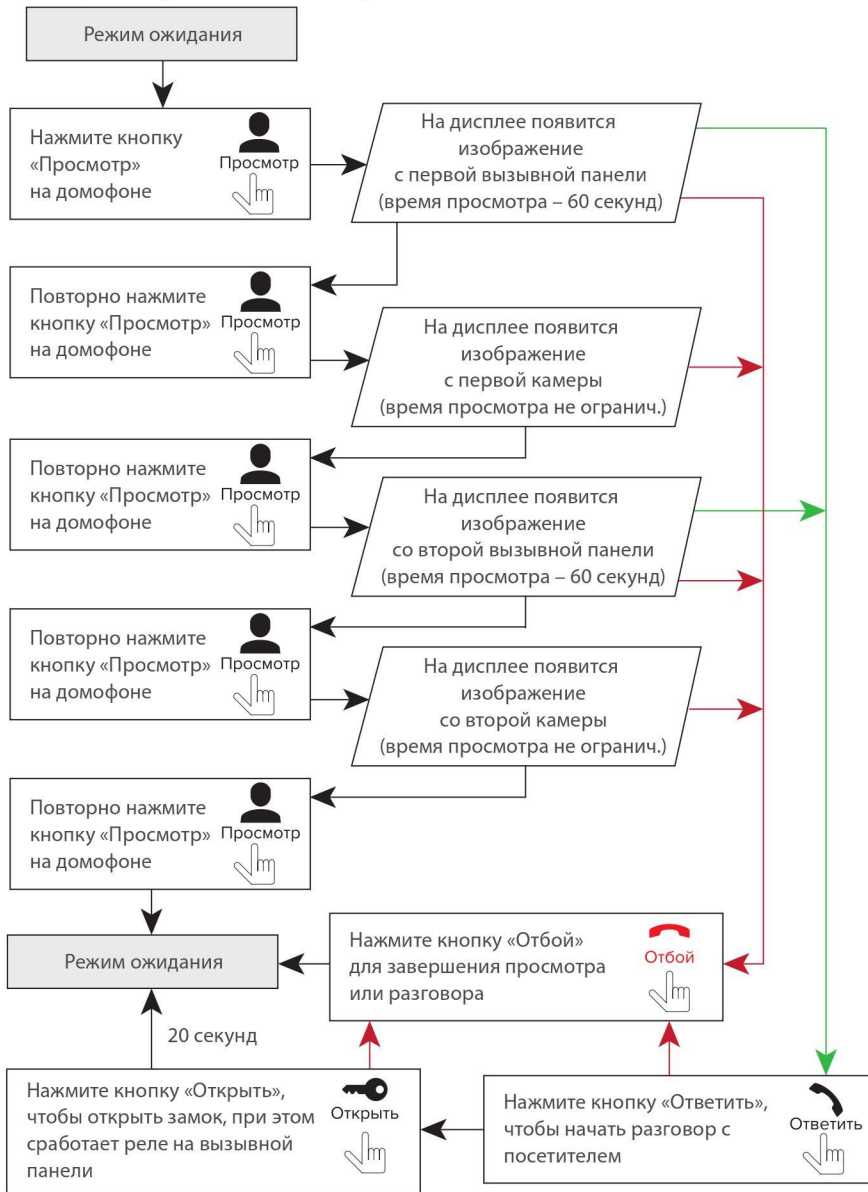 Режим ожидания
Нажмите кнопку
«Просмотр»
на домофоне
Просмотр
На дисплее появится
изображение
с первой вызывной панели
(время просмотра – 60 секунд)
Повторно нажмите
кнопку «Просмотр»
на домофоне
Просмотр
На дисплее появится
изображение
с первой камеры
(время просмотра не огранич.)
Повторно нажмите
кнопку «Просмотр»
на домофоне
Просмотр
На дисплее появится
изображение
со второй вызывной панели
(время просмотра – 60 секунд)
Повторно нажмите
кнопку «Просмотр»
на домофоне
Просмотр
На дисплее появится
изображение
со второй камеры
(время просмотра не огранич.)
Повторно нажмите
кнопку «Просмотр»
на домофоне
Просмотр
Режим ожидания
Нажмите кнопку «Отбой»
для завершения просмотра
или разговора
Отбой
20 секунд
Нажмите кнопку «Открыть»,
чтобы открыть замок, при этом
сработает реле на вызывной
панели
Открыть
Нажмите кнопку «Ответить»,
чтобы начать разговор с
посетителем
Ответить